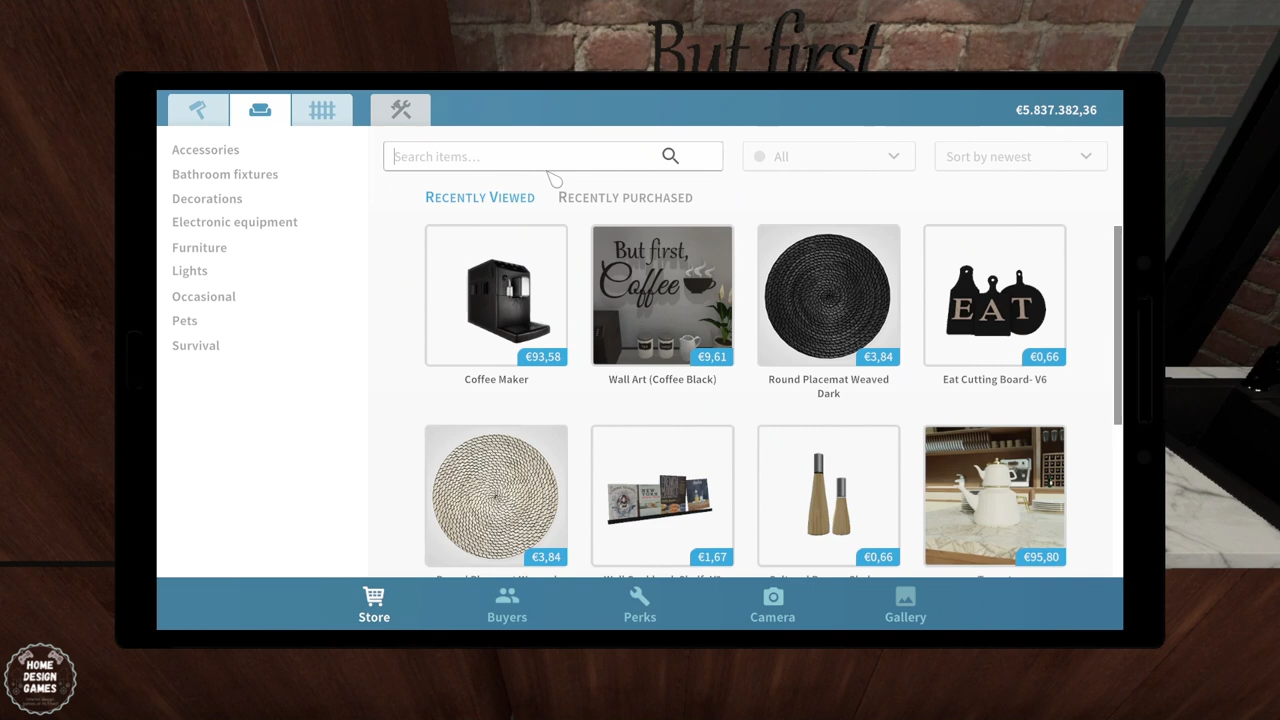 But first
€5.837.382,36
Search items...
All
Sort by newest
Accessories
Bathroom fixtures
Decorations
Electronic equipment
Furniture
Lights
Occasional
Pets
Survival
RECENTLY VIEWED
RECENTLY PURCHASED
But first,
Coffee
EAT
€93,58
€9,61
€3,84
€0,66
Coffee Maker
Wall Art (Coffee Black)
Round Placemat Weaved
Dark
Eat Cutting Board- V6
€3,84
€1,67
€0,66
€95,80
Store
Buyers
Perks
Camera
Gallery
HOME
DESIGN
GAMES